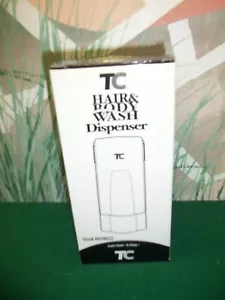 TC
HAIR&
BODY
WASH
Dispenser
TC
TC